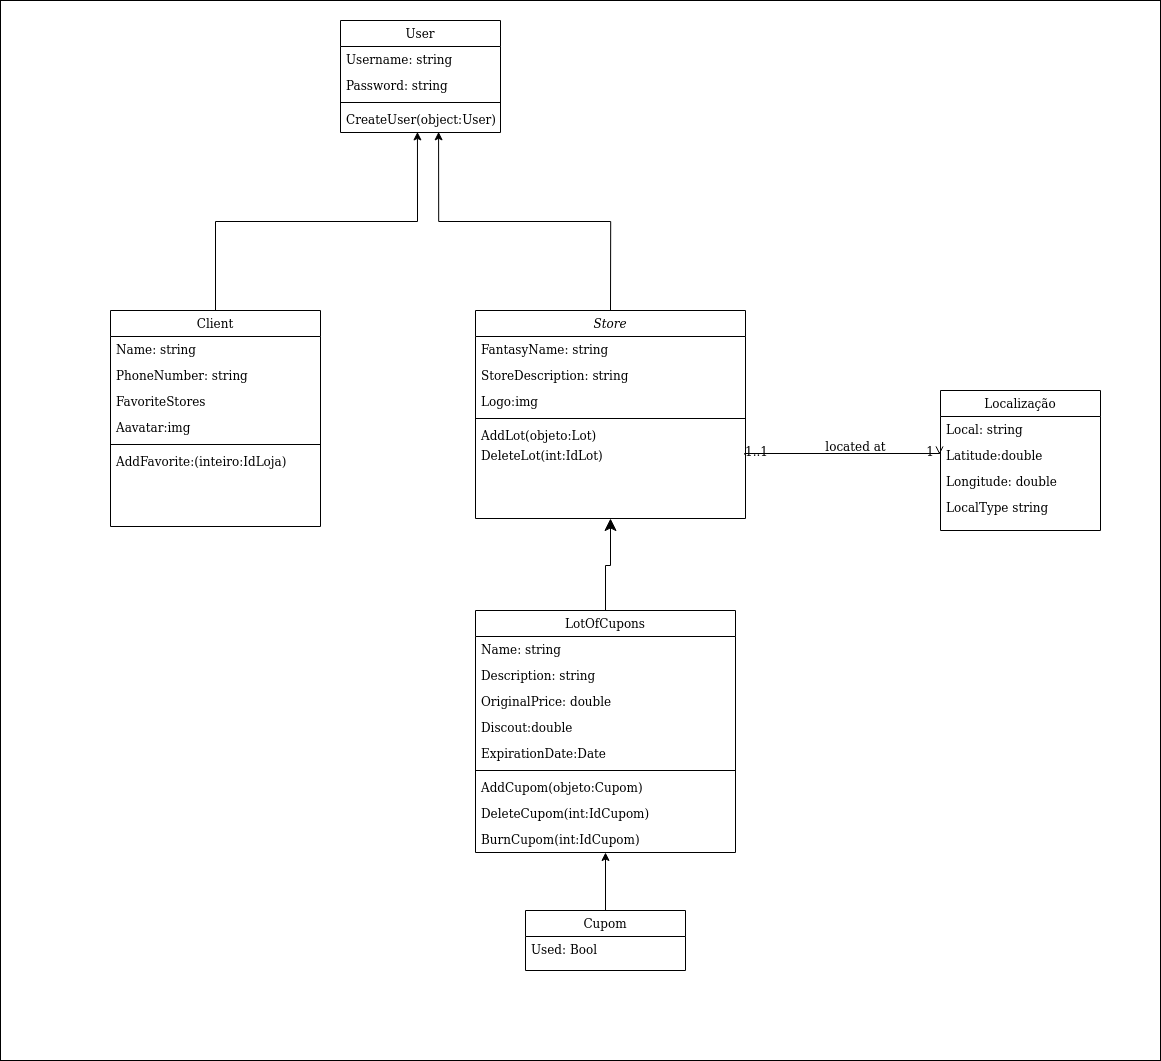 User
Username: string
Password: string
CreateUser(object:User)
Client
Name: string
PhoneNumber: string
FavoriteStores
Aavatar:img
AddFavorite:(inteiro:IdLoja)
Store
FantasyName: string
StoreDescription: string
Logo:img
AddLot(objeto:Lot)
DeleteLot(int:IdLot)
1..1
located at
1
Localização
Local: string
Latitude:double
Longitude: double
LocalType string
LotOfCupons
Name: string
Description: string
OriginalPrice: double
Discout:double
ExpirationDate:Date
AddCupom(objeto:Cupom)
DeleteCupom(int:IdCupom)
BurnCupom(int:IdCupom)
Cupom
Used: Bool